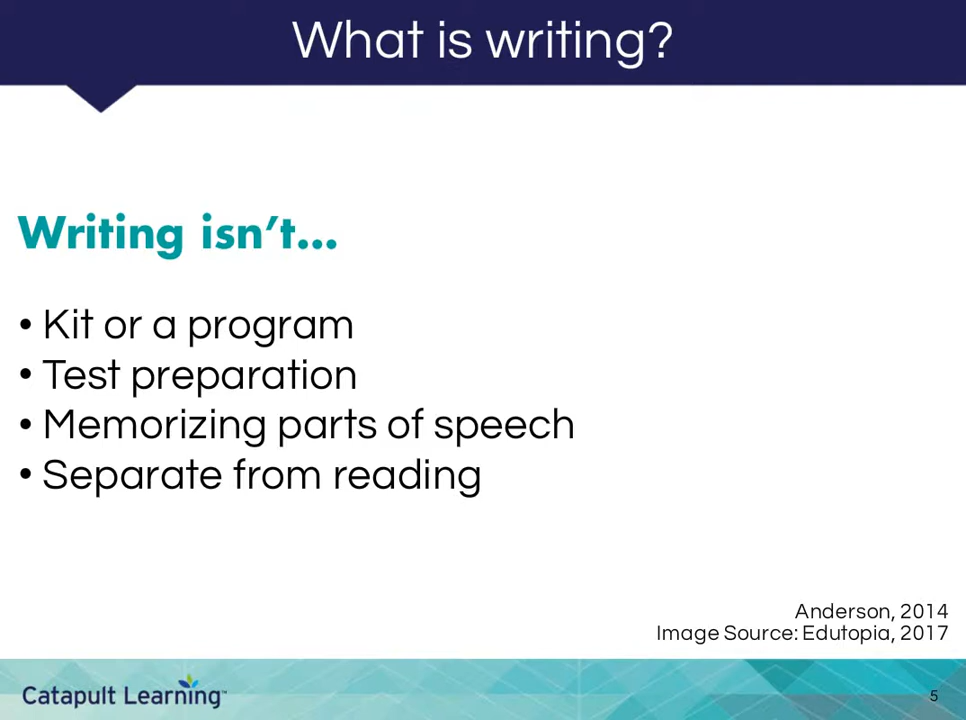 What is writing?
Writing isn’t...
• Kit or a program
• Test preparation
• Memorizing parts of speech
• Separate from reading
Anderson, 2014
Image Source: Edutopia, 2017
Catapult Learning™
5